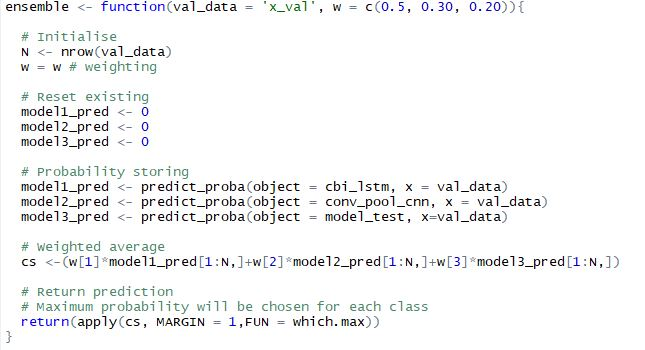 ensemble <- function(val_data = 'x_val', w = c(0.5, 0.30, 0.20)){
# Initialise
N <- nrow(val_data)
w = w # weighting
# Reset existing
model1_pred <- 0
model2_pred <- 0
model3_pred <- 0
# Probability storing
model1_pred <- predict_proba(object = cbi_lstm, x = val_data)
model2_pred <- predict_proba(object = conv_pool_cnn, x = val_data)
model3_pred <- predict_proba(object = model_test, x=val_data)
# Weighted average
cs <-(w[1]*model1_pred[1:N,]+w[2]*model2_pred[1:N,]+w[3]*model3_pred[1:N,])
# Return prediction
# Maximum probability will be chosen for each class
return(apply(cs, MARGIN = 1,FUN = which.max))
}